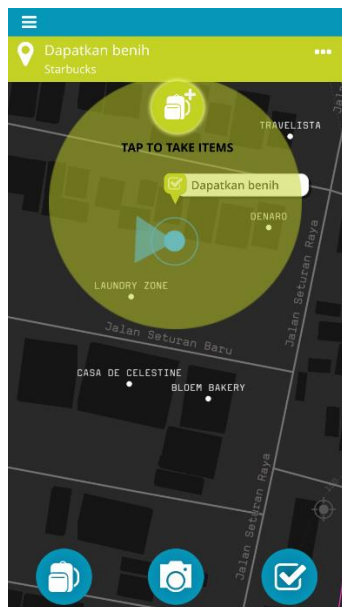 Dapatkan benih
Starbucks
TRAVELISTA
TAP TO TAKE ITEMS
Dapatkan benih
DENARO
Jalan Seturan Raya
LAUNDRY ZONE
Jalan Seturan Baru
CASA DE CELESTINE
BLOEM BAKERY
Jalan Seturan Raya